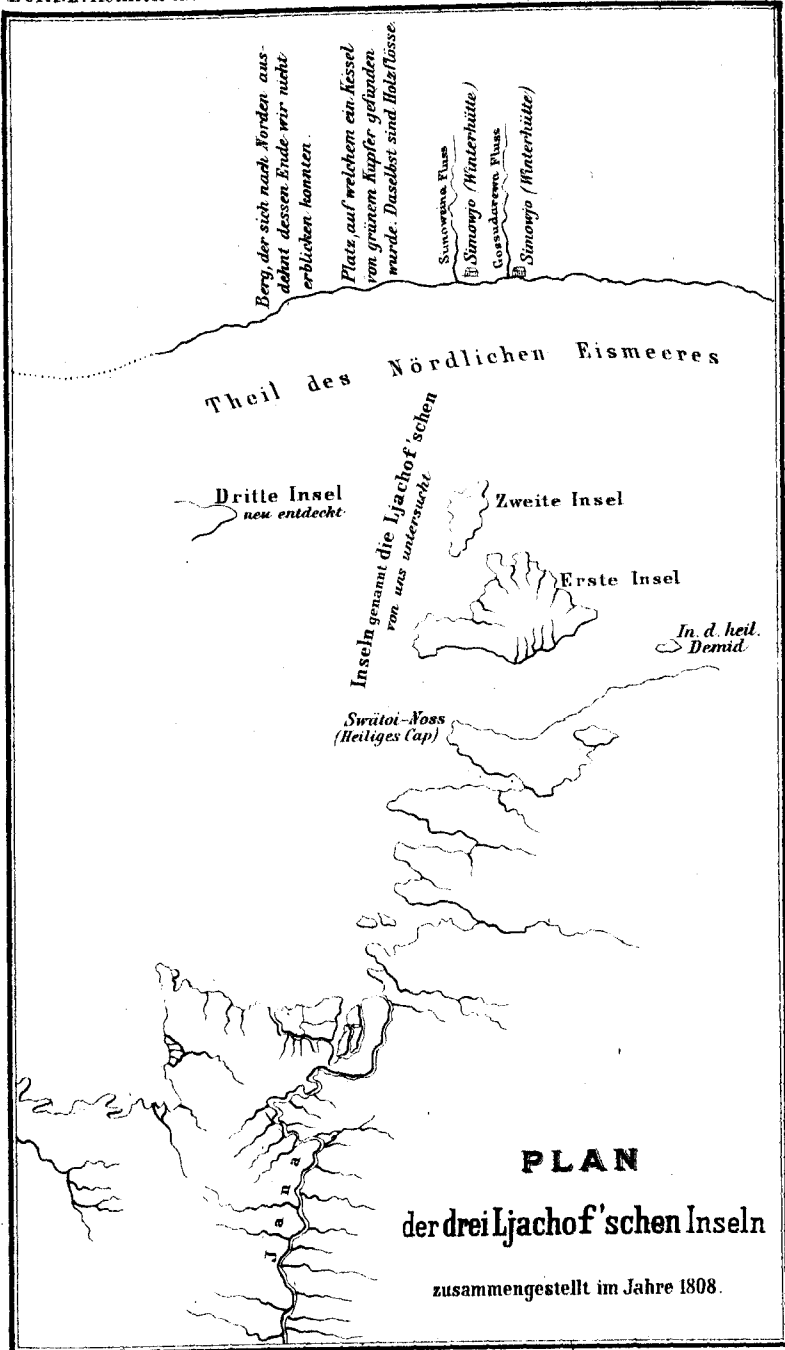 Berg, der sich nach Norden aus-
dehnt dessen Ende wir nicht
erblicken konnten.
Platz, auf welchem ein Kessel
von grünem Kupfer gefunden
wurde. Daselbst sind Holzflösse.
Sunoweina Fluss
Simowjo (Winterhütte)
Gossudarewa Fluss
Simowjo (Winterhütte)
Theil des Nördlichen Eismeeres
Inseln genannt die Ljachof'schen
von uns untersucht
Dritte Insel
neu entdeckt
Zweite Insel
Erste Insel
In. d. heil.
Demid
Swätoi-Noss
(Heiliges Cap)
Jana
PLAN
der drei Ljachof'schen Inseln
zusammengestellt im Jahre 1808.